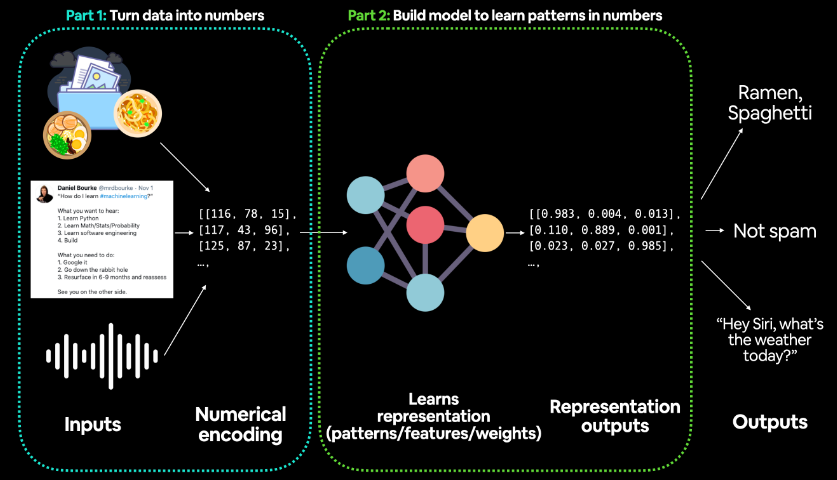 Part 1: Turn data into numbers
Part 2: Build model to learn patterns in numbers
Daniel Bourke @mrdbourke · Nov 1
"How do I learn #machinelearning?"
What you want to hear:
1. Learn Python
2. Learn Math/Stats/Probability
3. Learn software engineering
4. Build
What you need to do:
1. Google it
2. Go down the rabbit hole
3. Resurface in 6-9 months and reassess
See you on the other side.
[[116, 78, 15],
[117, 43, 96],
[125, 87, 23],
…,
[[0.983, 0.004, 0.013],
[0.110, 0.889, 0.001],
[0.023, 0.027, 0.985],
…,
Ramen,
Spaghetti
Not spam
“Hey Siri, what’s
the weather
today?”
Inputs
Numerical
encoding
Learns
representation
(patterns/features/weights)
Representation
outputs
Outputs